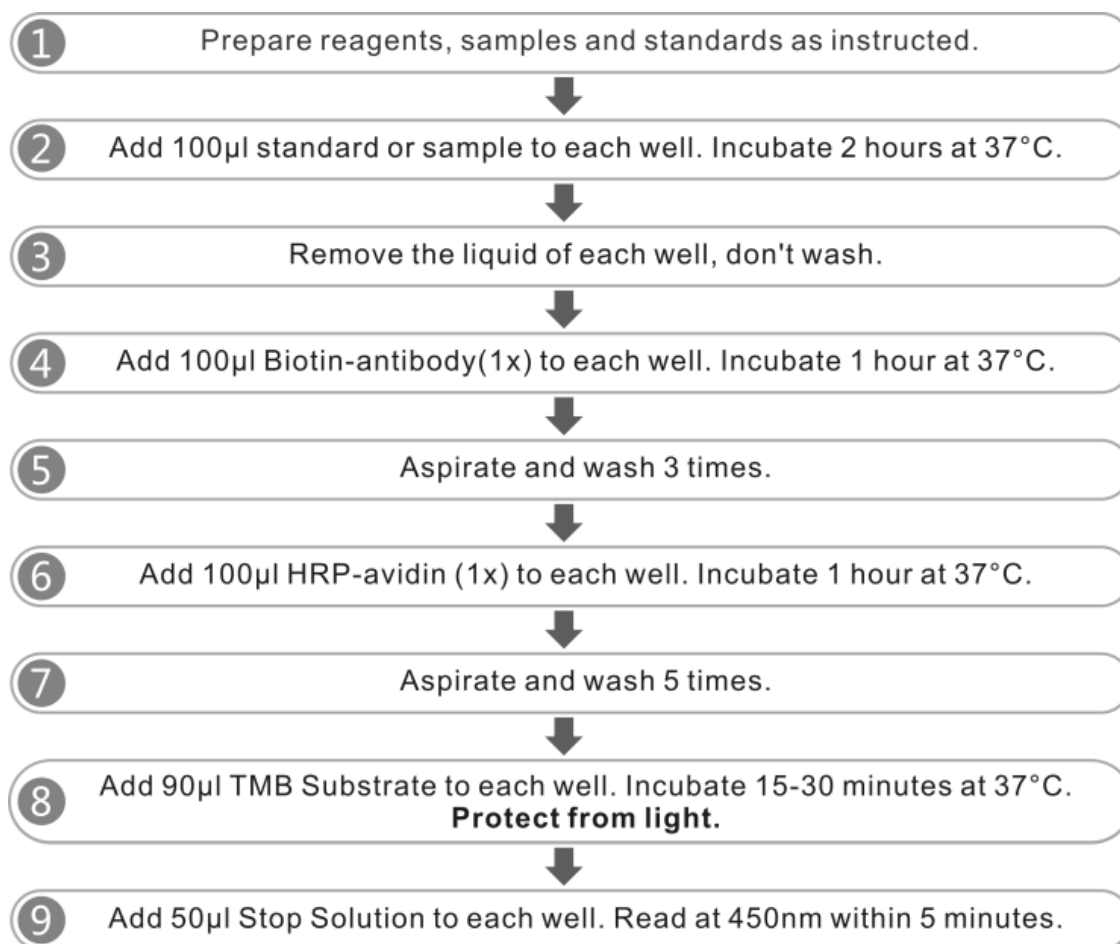 1 Prepare reagents, samples and standards as instructed.
2 Add 100μl standard or sample to each well. Incubate 2 hours at 37°C.
3 Remove the liquid of each well, don't wash.
4 Add 100μl Biotin-antibody(1x) to each well. Incubate 1 hour at 37°C.
5 Aspirate and wash 3 times.
6 Add 100μl HRP-avidin (1x) to each well. Incubate 1 hour at 37°C.
7 Aspirate and wash 5 times.
8 Add 90μl TMB Substrate to each well. Incubate 15-30 minutes at 37°C.
Protect from light.
9 Add 50μl Stop Solution to each well. Read at 450nm within 5 minutes.